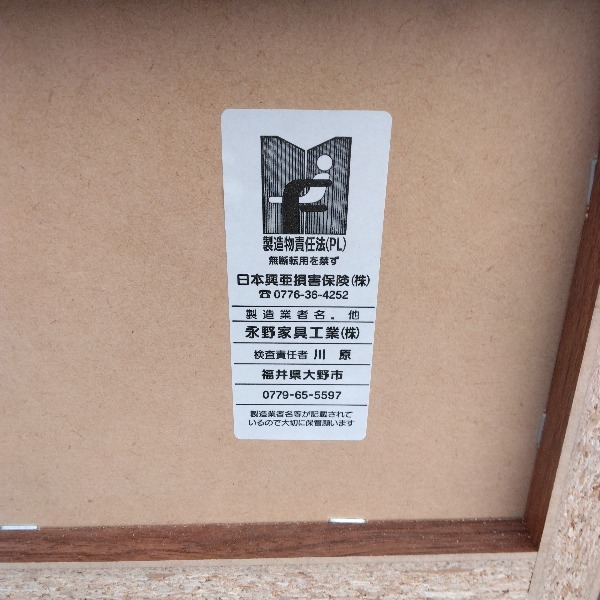 製造物責任法(PL)
無断転用を禁ず
日本興亜損害保険(株)
☎0776-36-4252
製造業者名。他
永野家具工業(株)
検査責任者 川原
福井県大野市
0779-65-5597
製造業者名等が記載されて
いるので大切に保管願います